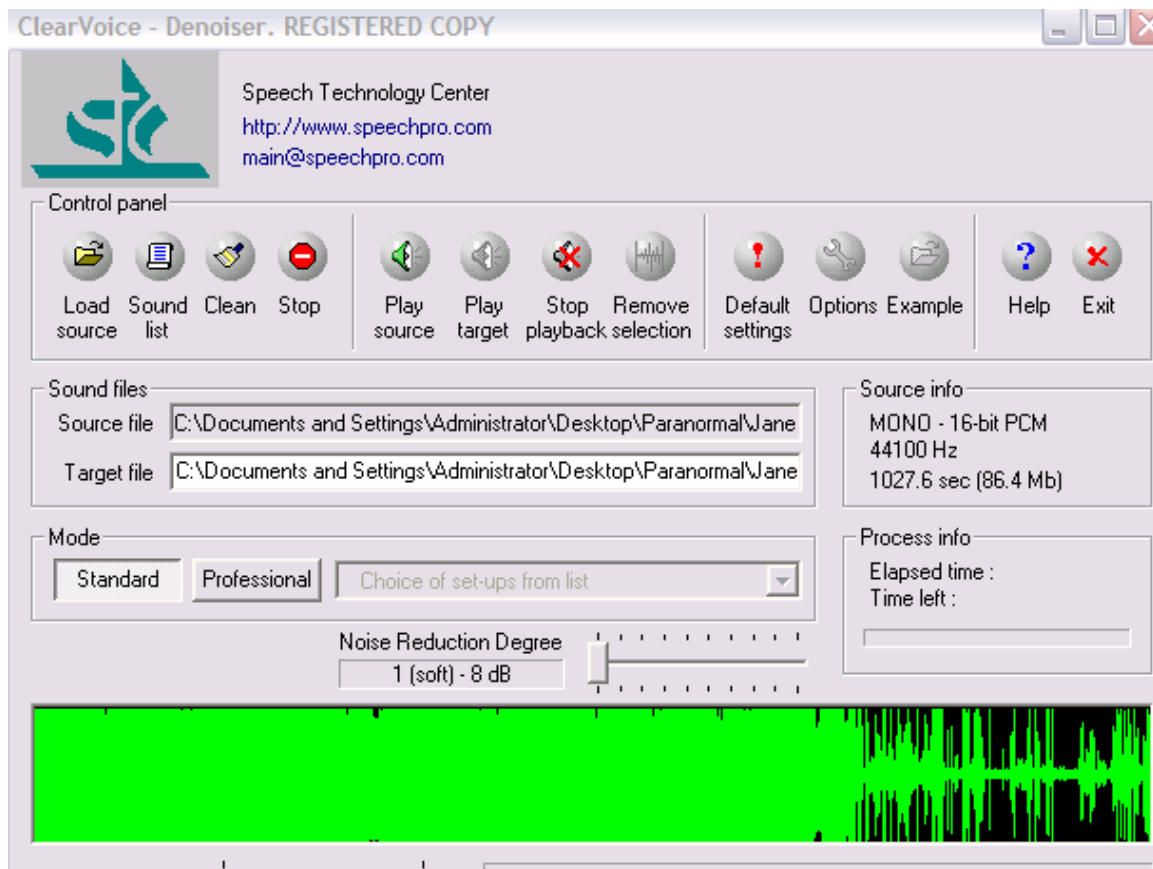 ClearVoice - Denoiser. REGISTERED COPY
stc
Speech Technology Center
http://www.speechpro.com
main@speechpro.com
Control panel
Load source
Sound list
Clean
Stop
Play source
Play target
Stop playback
Remove selection
Default settings
Options
Example
Help
Exit
Sound files
Source file C:\Documents and Settings\Administrator\Desktop\Paranormal\Jane
Target file C:\Documents and Settings\Administrator\Desktop\Paranormal\Jane
Source info
MONO - 16-bit PCM
44100 Hz
1027.6 sec (86.4 Mb)
Mode
Standard Professional Choice of set-ups from list
Process info
Elapsed time :
Time left :
Noise Reduction Degree
1 (soft) - 8 dB